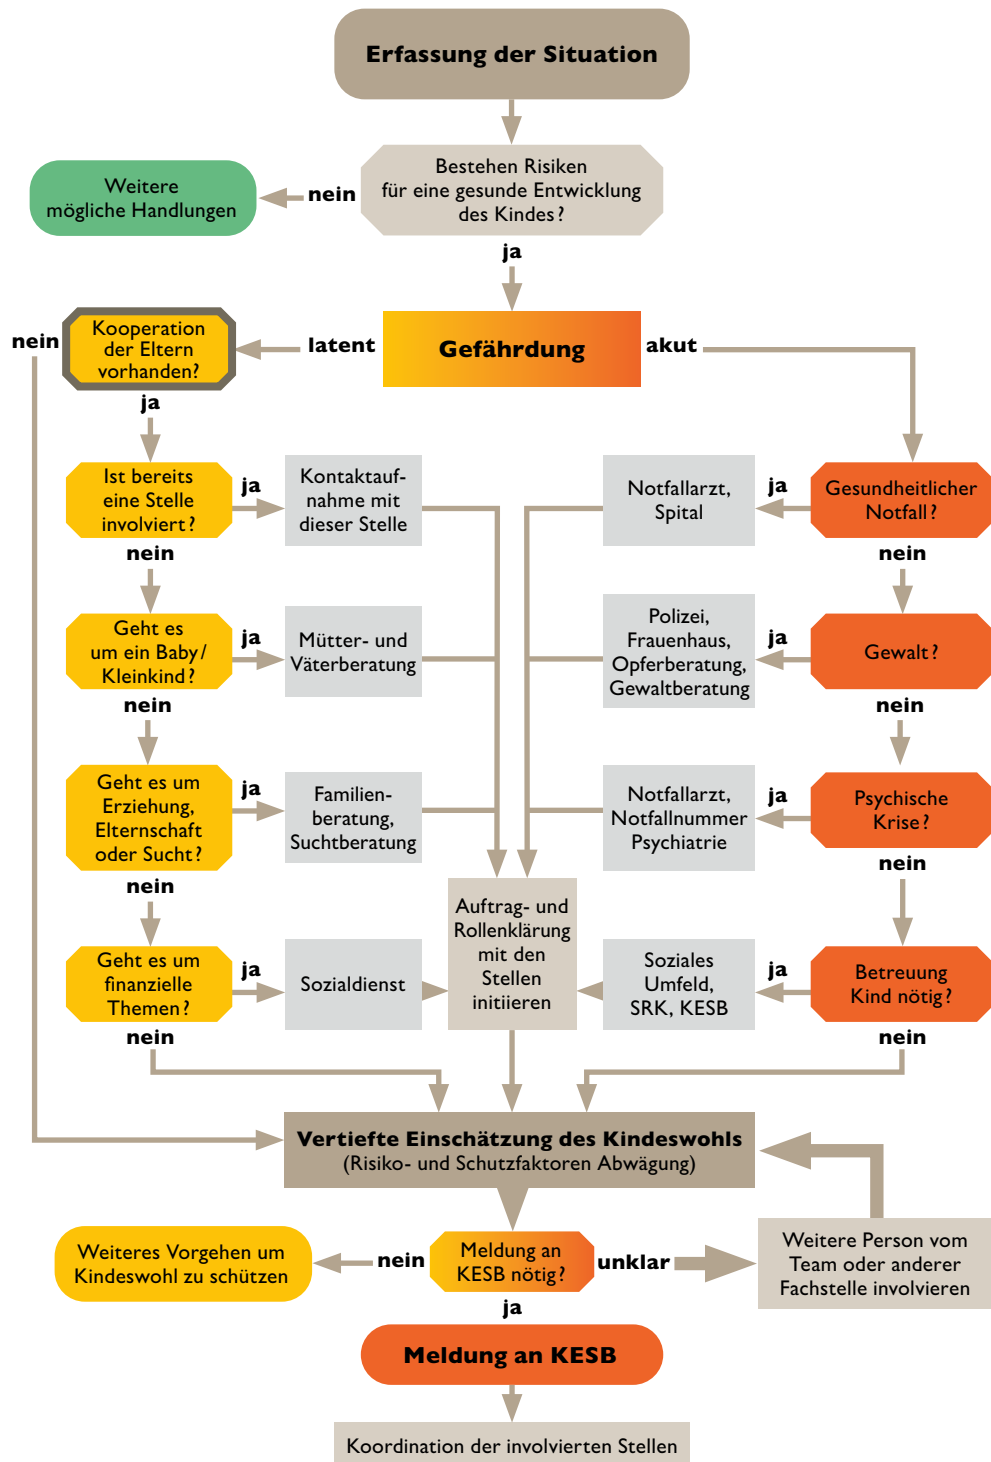 Erfassung der Situation
Bestehen Risiken
für eine gesunde Entwicklung
des Kindes?
nein
Weitere
mögliche Handlungen
ja
Gefährdung
latent
akut
Kooperation
der Eltern
vorhanden?
nein
ja
Ist bereits
eine Stelle
involviert?
ja
Kontaktauf-
nahme mit
dieser Stelle
nein
Geht es
um ein Baby/
Kleinkind?
ja
Mütter- und
Väterberatung
nein
Geht es um
Erziehung,
Elternschaft
oder Sucht?
ja
Familien-
beratung,
Suchtberatung
nein
Geht es um
finanzielle
Themen?
ja
Sozialdienst
nein
Gesundheitlicher
Notfall?
ja
Notfallarzt,
Spital
nein
Gewalt?
ja
Polizei,
Frauenhaus,
Opferberatung,
Gewaltberatung
nein
Psychische
Krise?
ja
Notfallarzt,
Notfallnummer
Psychiatrie
nein
Betreuung
Kind nötig?
ja
Soziales
Umfeld,
SRK, KESB
nein
Auftrag- und
Rollenklärung
mit den
Stellen
initiieren
Vertiefte Einschätzung des Kindeswohls
(Risiko- und Schutzfaktoren Abwägung)
Meldung an
KESB nötig?
nein
Weiteres Vorgehen um
Kindeswohl zu schützen
unklar
Weitere Person vom
Team oder anderer
Fachstelle involvieren
ja
Meldung an KESB
Koordination der involvierten Stellen